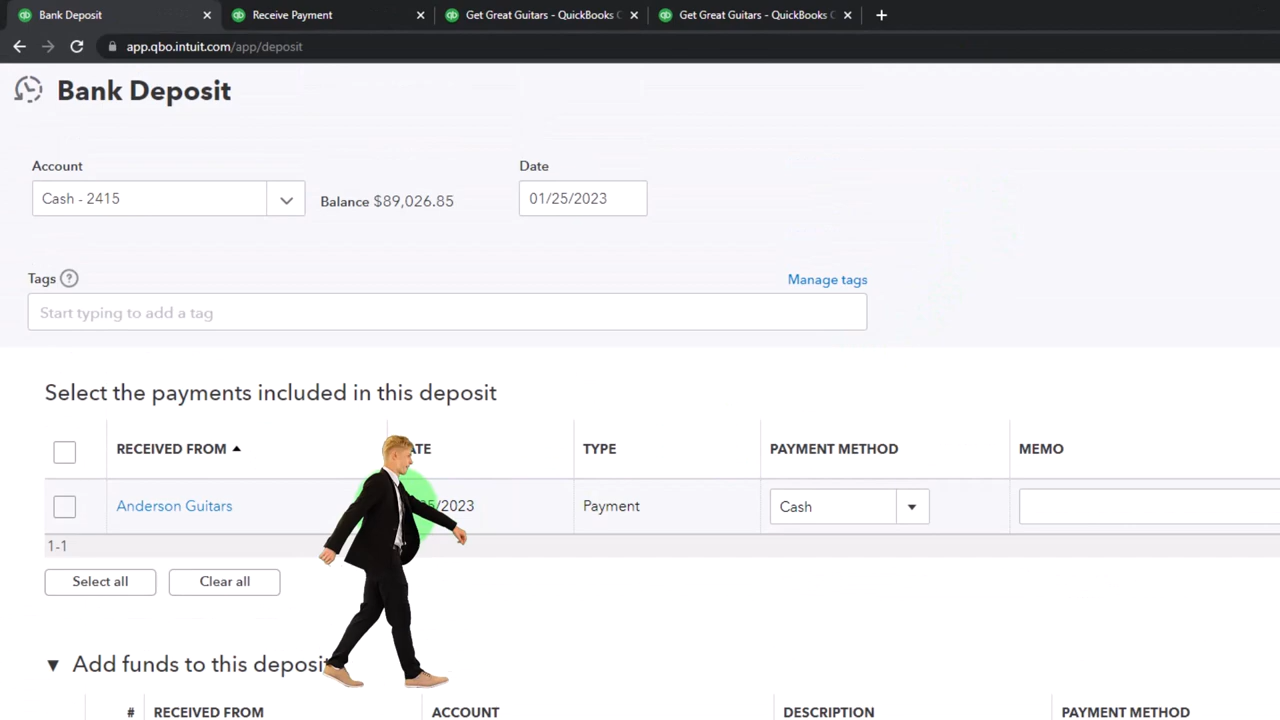 Bank Deposit
Receive Payment
Get Great Guitars - QuickBooks
Get Great Guitars - QuickBooks
app.qbo.intuit.com/app/deposit
Bank Deposit
Account
Date
Cash - 2415
Balance $89,026.85
01/25/2023
Tags ?
Manage tags
Start typing to add a tag
Select the payments included in this deposit
RECEIVED FROM
TYPE
PAYMENT METHOD
MEMO
Anderson Guitars
/2023
Payment
Cash
1-1
Select all
Clear all
Add funds to this deposit
# RECEIVED FROM
ACCOUNT
DESCRIPTION
PAYMENT METHOD